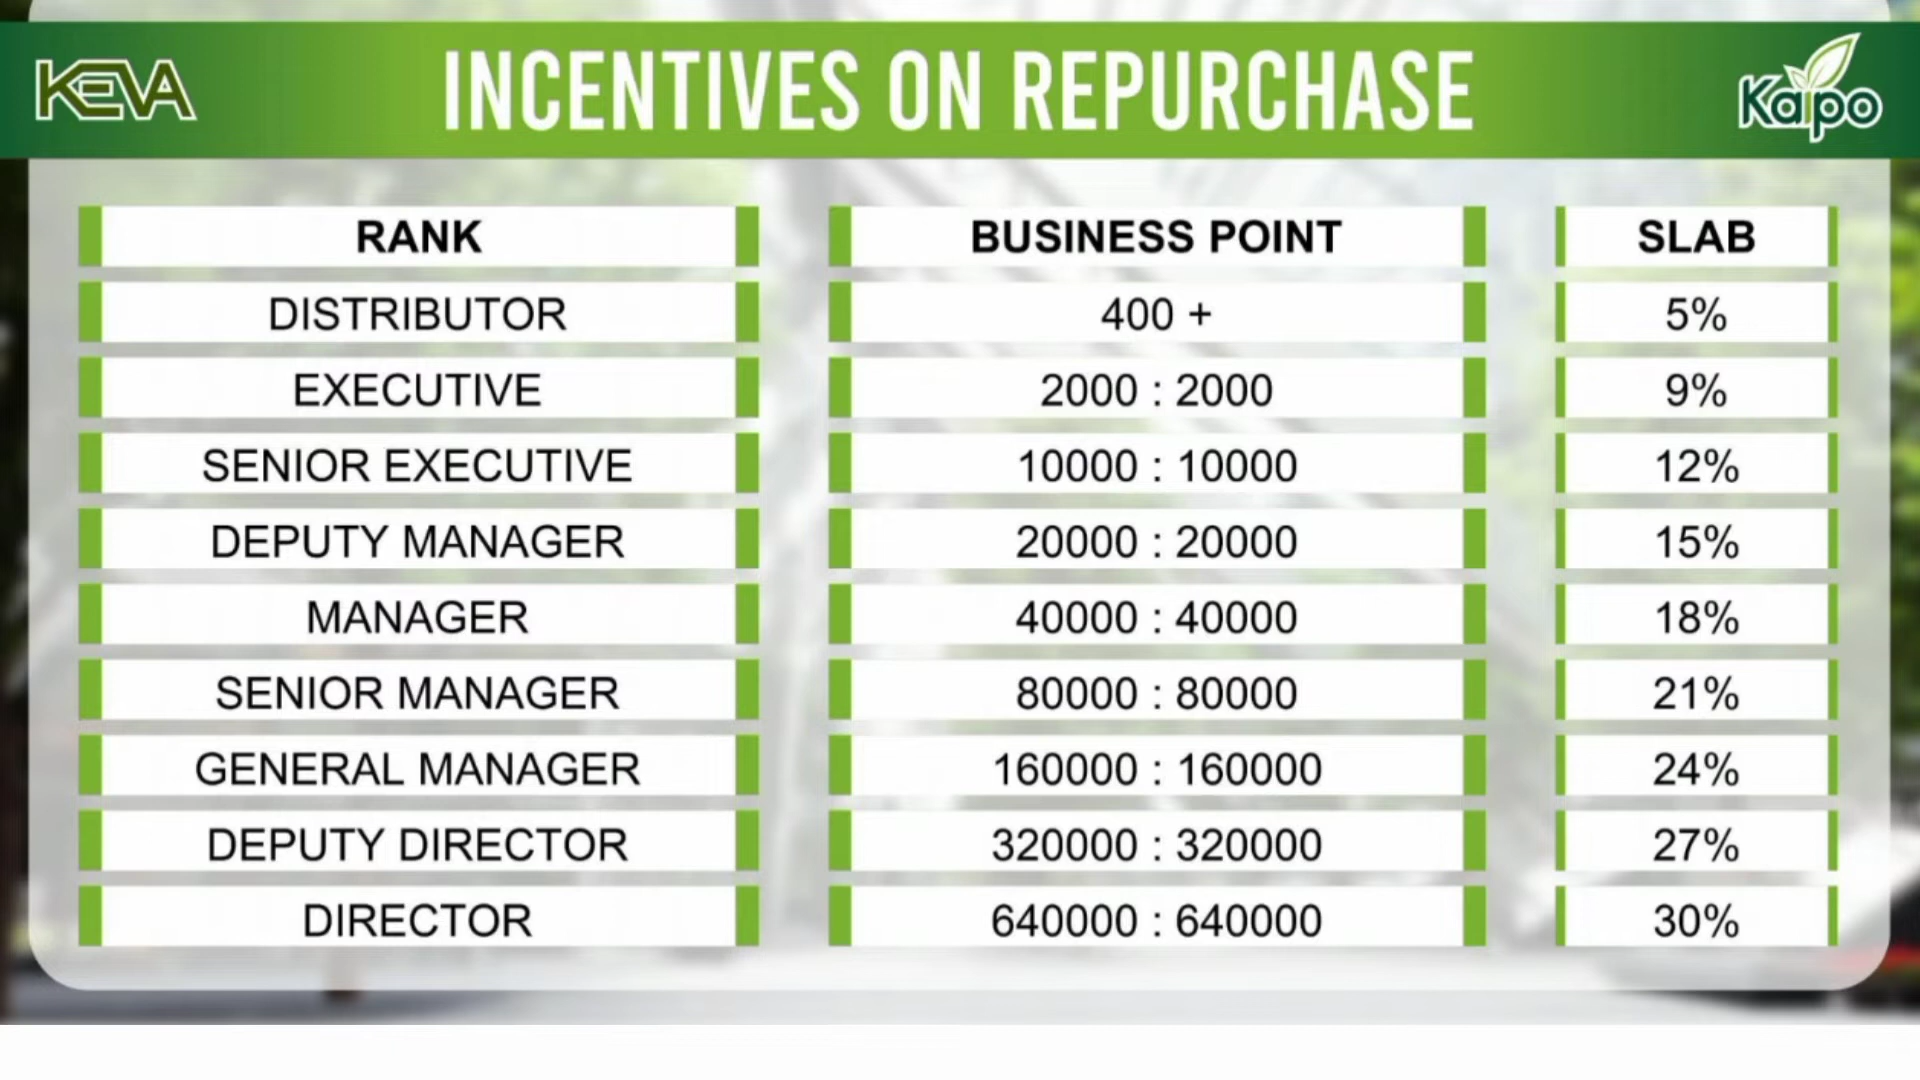 KEVA INCENTIVES ON REPURCHASE Kaipo
RANK BUSINESS POINT SLAB
DISTRIBUTOR 400 + 5%
EXECUTIVE 2000 : 2000 9%
SENIOR EXECUTIVE 10000 : 10000 12%
DEPUTY MANAGER 20000 : 20000 15%
MANAGER 40000 : 40000 18%
SENIOR MANAGER 80000 : 80000 21%
GENERAL MANAGER 160000 : 160000 24%
DEPUTY DIRECTOR 320000 : 320000 27%
DIRECTOR 640000 : 640000 30%